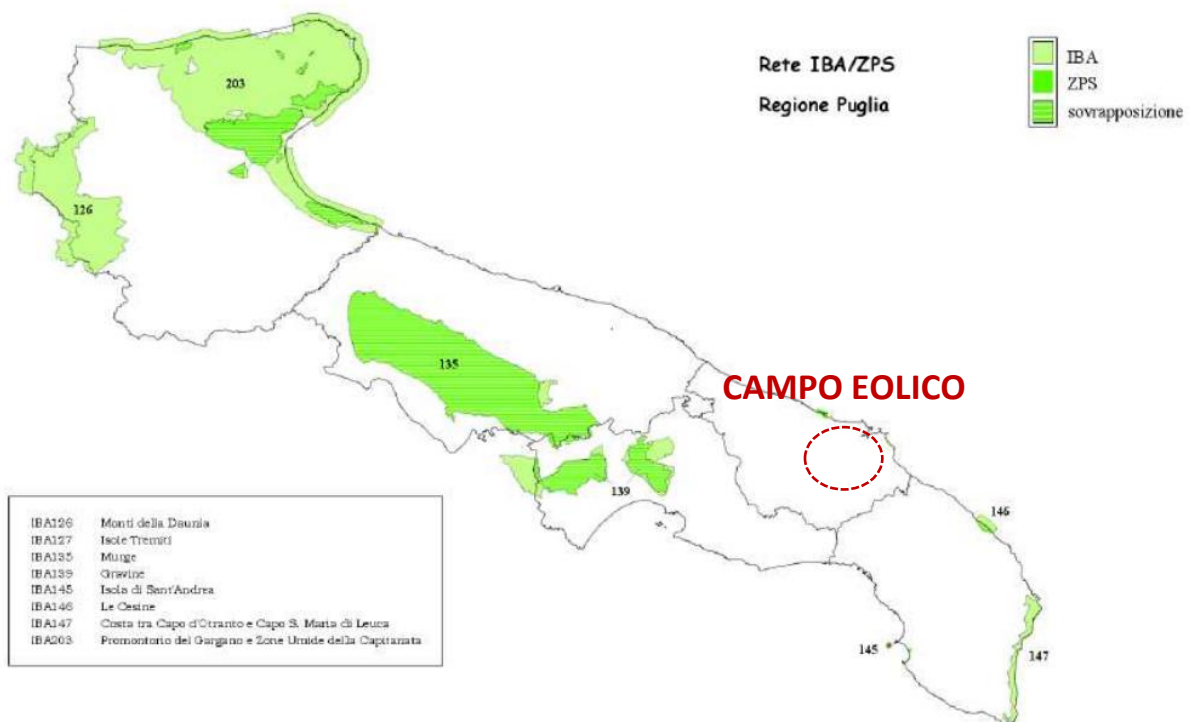 Rete IBA/ZPS
Regione Puglia
IBA
ZPS
sovrapposizione
203
126
135
CAMPO EOLICO
139
146
145
147
IBA126 Monti della Daunia
IBA127 Isole Tremiti
IBA135 Murge
IBA139 Gravine
IBA145 Isola di Sant'Andrea
IBA146 Le Cesine
IBA147 Costa tra Capo d'Otranto e Capo S. Maria di Leuca
IBA203 Promontorio del Gargano e Zone Umide della Capitanata